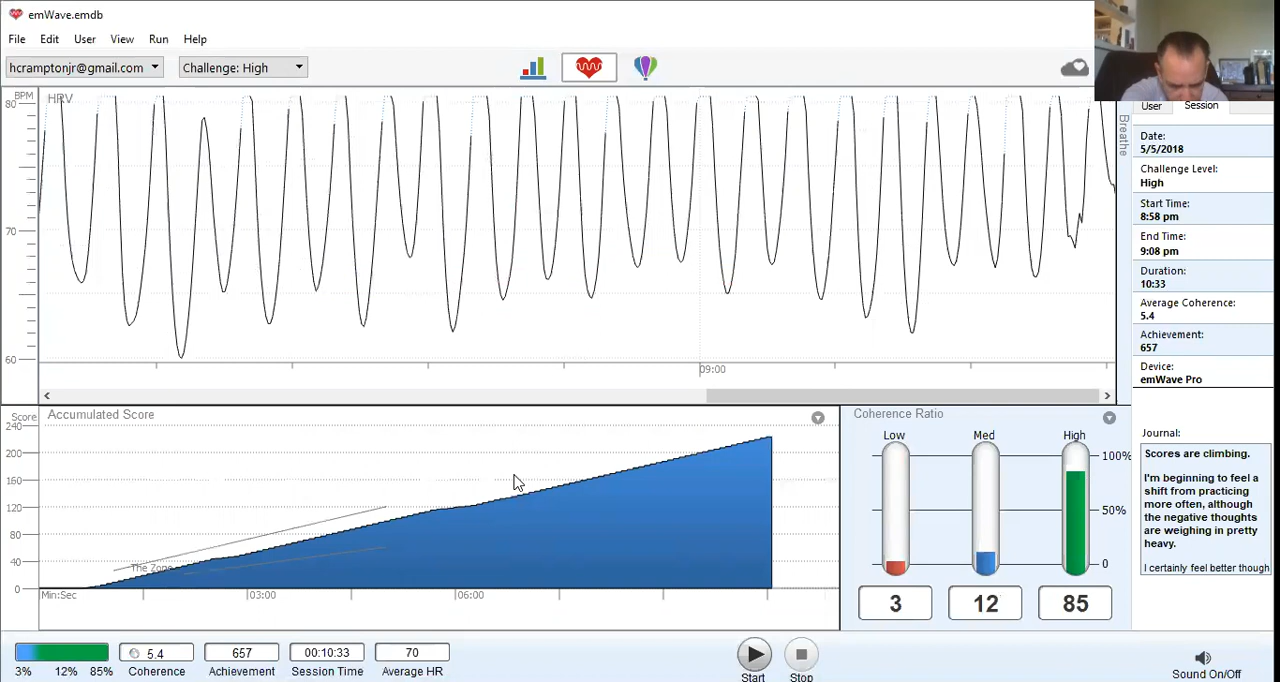 emWave.emdb
File Edit User View Run Help
hcramptonjr@gmail.com Challenge: High
User Session
BPM HRV
80
70
60
09:00
Breathe
Date:
5/5/2018
Challenge Level:
High
Start Time:
8:58 pm
End Time:
9:08 pm
Duration:
10:33
Average Coherence:
5.4
Achievement:
657
Device:
emWave Pro
Journal:
Scores are climbing.
I'm beginning to feel a
shift from practicing
more often, although
the negative thoughts
are weighing in pretty
heavy.
I certainly feel better though
Score Accumulated Score
240
200
160
120
80
40
0
The Zone
Min:Sec 03:00 06:00
Coherence Ratio
Low Med High
100%
50%
0
3 12 85
3% 12% 85%
5.4 657 00:10:33 70
Coherence Achievement Session Time Average HR
Start Stop
Sound On/Off